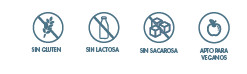 SIN GLUTEN
SIN LACTOSA
SIN SACAROSA
APTO PARA
VEGANOS